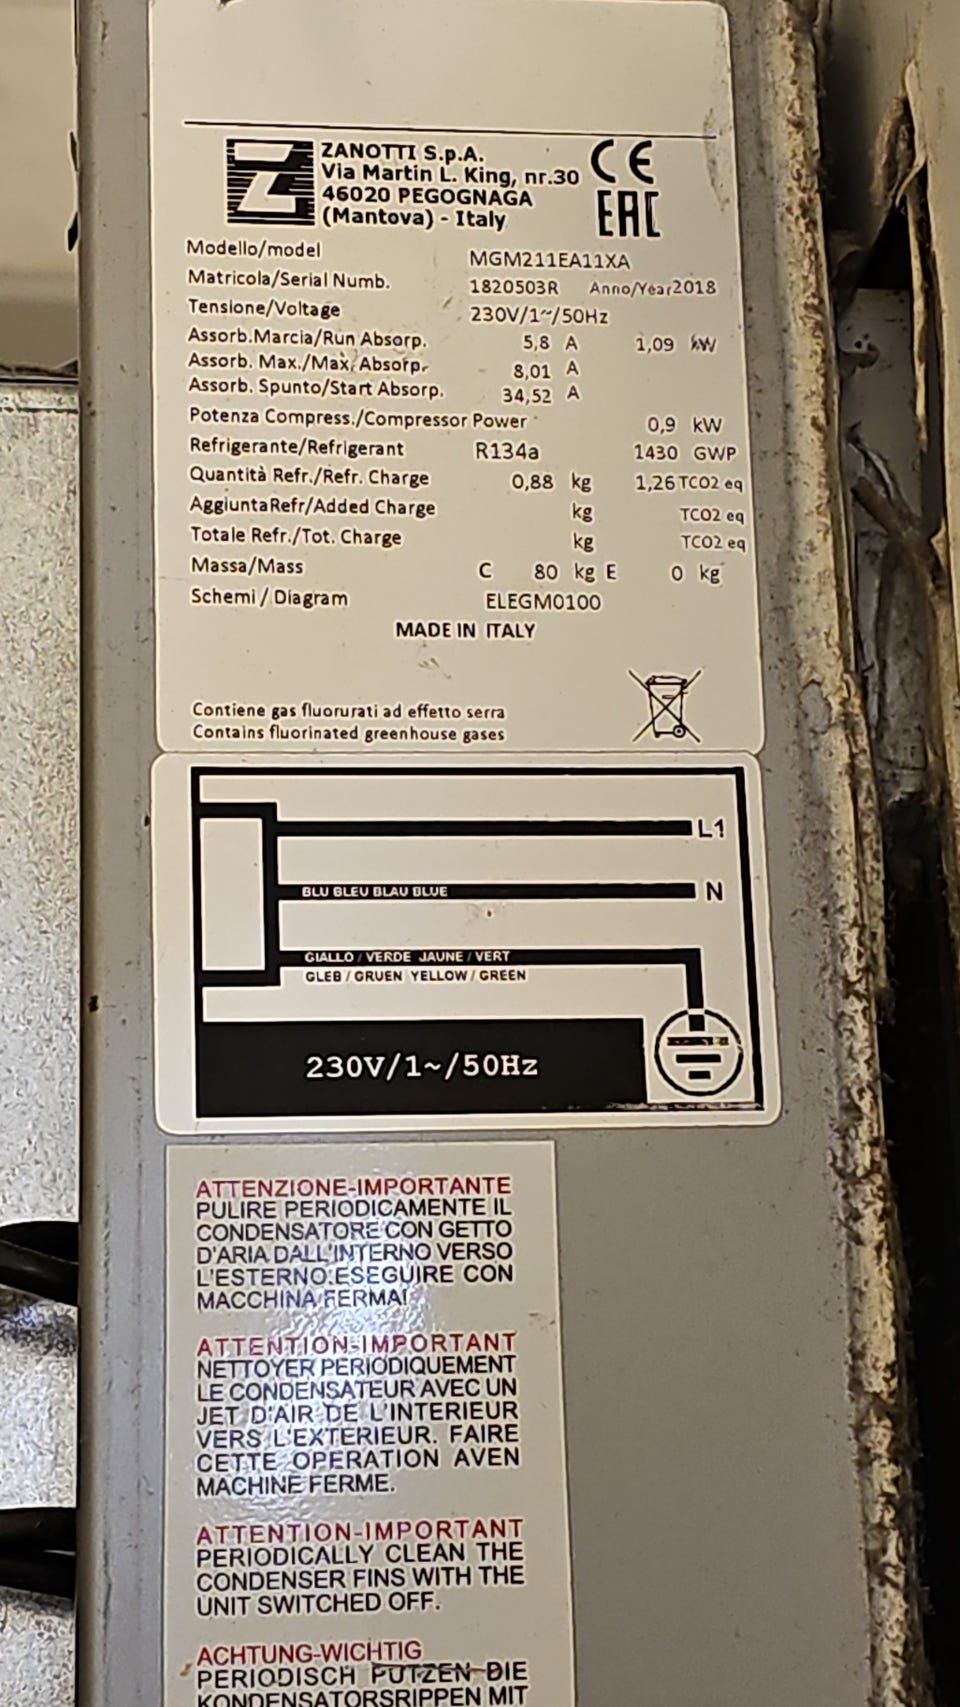 ZANOTTI S.p.A.
Via Martin L. King, nr.30
46020 PEGOGNAGA
(Mantova) - Italy
CE
EAC
Modello/model MGM211EA11XA
Matricola/Serial Numb. 1820503R Anno/Year2018
Tensione/Voltage 230V/1~/50Hz
Assorb.Marcia/Run Absorp. 5,8 A 1,09 kW
Assorb. Max./Max. Absorp. 8,01 A
Assorb. Spunto/Start Absorp. 34,52 A
Potenza Compress./Compressor Power 0,9 kW
Refrigerante/Refrigerant R134a 1430 GWP
Quantità Refr./Refr. Charge 0,88 kg 1,26 TCO2 eq
AggiuntaRefr/Added Charge kg TCO2 eq
Totale Refr./Tot. Charge kg TCO2 eq
Massa/Mass C 80 kg E 0 kg
Schemi / Diagram ELEGM0100
MADE IN ITALY
Contiene gas fluorurati ad effetto serra
Contains fluorinated greenhouse gases
L1
BLU BLEU BLAU BLUE N
GIALLO / VERDE JAUNE / VERT
GLEB / GRUEN YELLOW / GREEN
230V/1~/50Hz
ATTENZIONE-IMPORTANTE
PULIRE PERIODICAMENTE IL
CONDENSATORE CON GETTO
D'ARIA DALL'INTERNO VERSO
L'ESTERNO.ESEGUIRE CON
MACCHINA FERMA!
ATTENTION-IMPORTANT
NETTOYER PERIODIQUEMENT
LE CONDENSATEUR AVEC UN
JET D'AIR DE L'INTERIEUR
VERS L'EXTERIEUR. FAIRE
CETTE OPERATION AVEN
MACHINE FERME.
ATTENTION-IMPORTANT
PERIODICALLY CLEAN THE
CONDENSER FINS WITH THE
UNIT SWITCHED OFF.
ACHTUNG-WICHTIG
PERIODISCH PUTZEN DIE
KONDENSATORSRIPPEN MIT